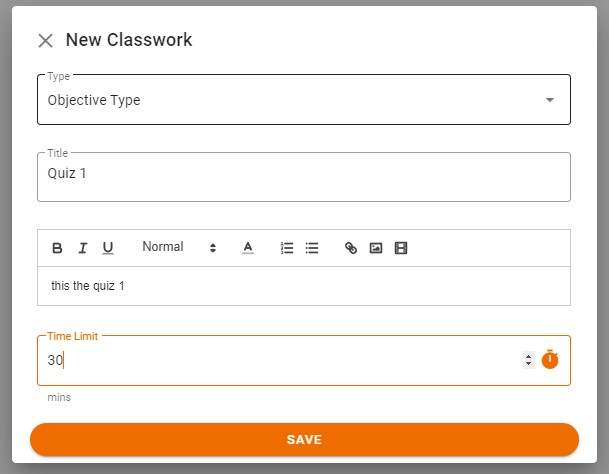 New Classwork
Type
Objective Type
Title
Quiz 1
B I U Normal A
this the quiz 1
Time Limit
30
mins
SAVE